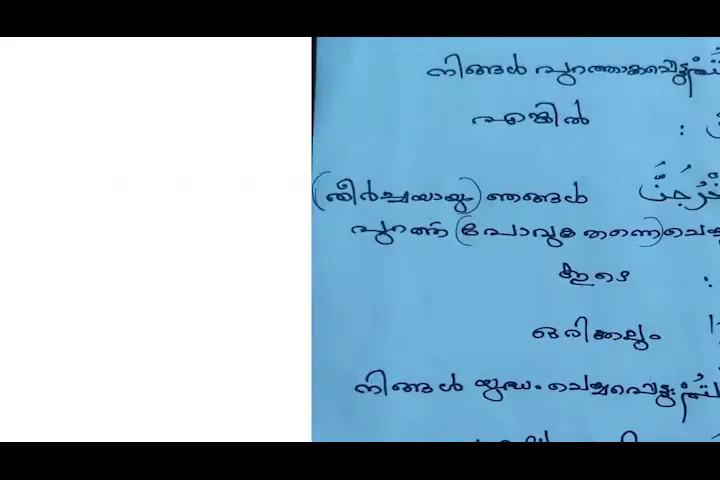 നിങ്ങൾ പുറത്താക്കപ്പെട്ടു
എങ്കിൽ :
(തീർച്ചയായും) ഞങ്ങൾ
പുറത്ത് (പോവുക തന്നെ) ചെയ്
കൂടെ :
ഒരിക്കലും
നിങ്ങൾ യുദ്ധം ചെയ്യപ്പെട്ടു: